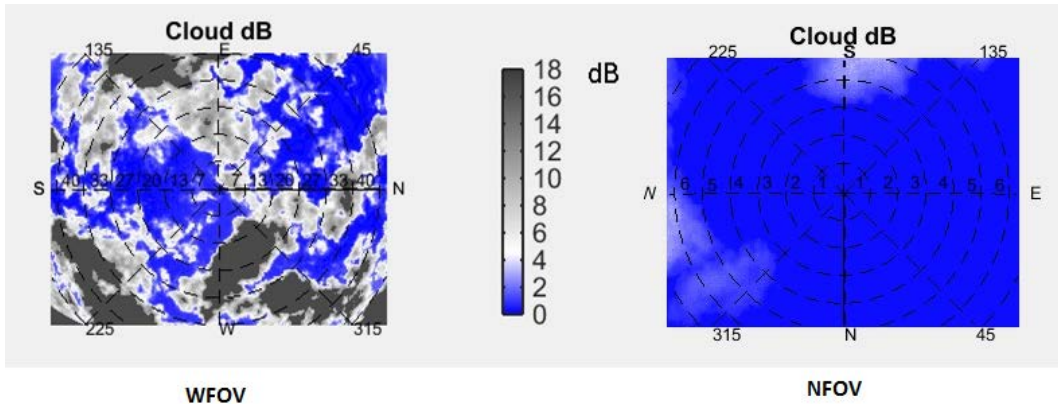 Cloud dB
135 E 45
S 40 33 27 20 13 7 7 13 20 27 33 40 N
225 W 315
18
16
14
12
10
8
6
4
2
0
dB
Cloud dB
225 S 135
N 6 5 4 3 2 1 1 2 3 4 5 6 E
315 N 45
WFOV
NFOV